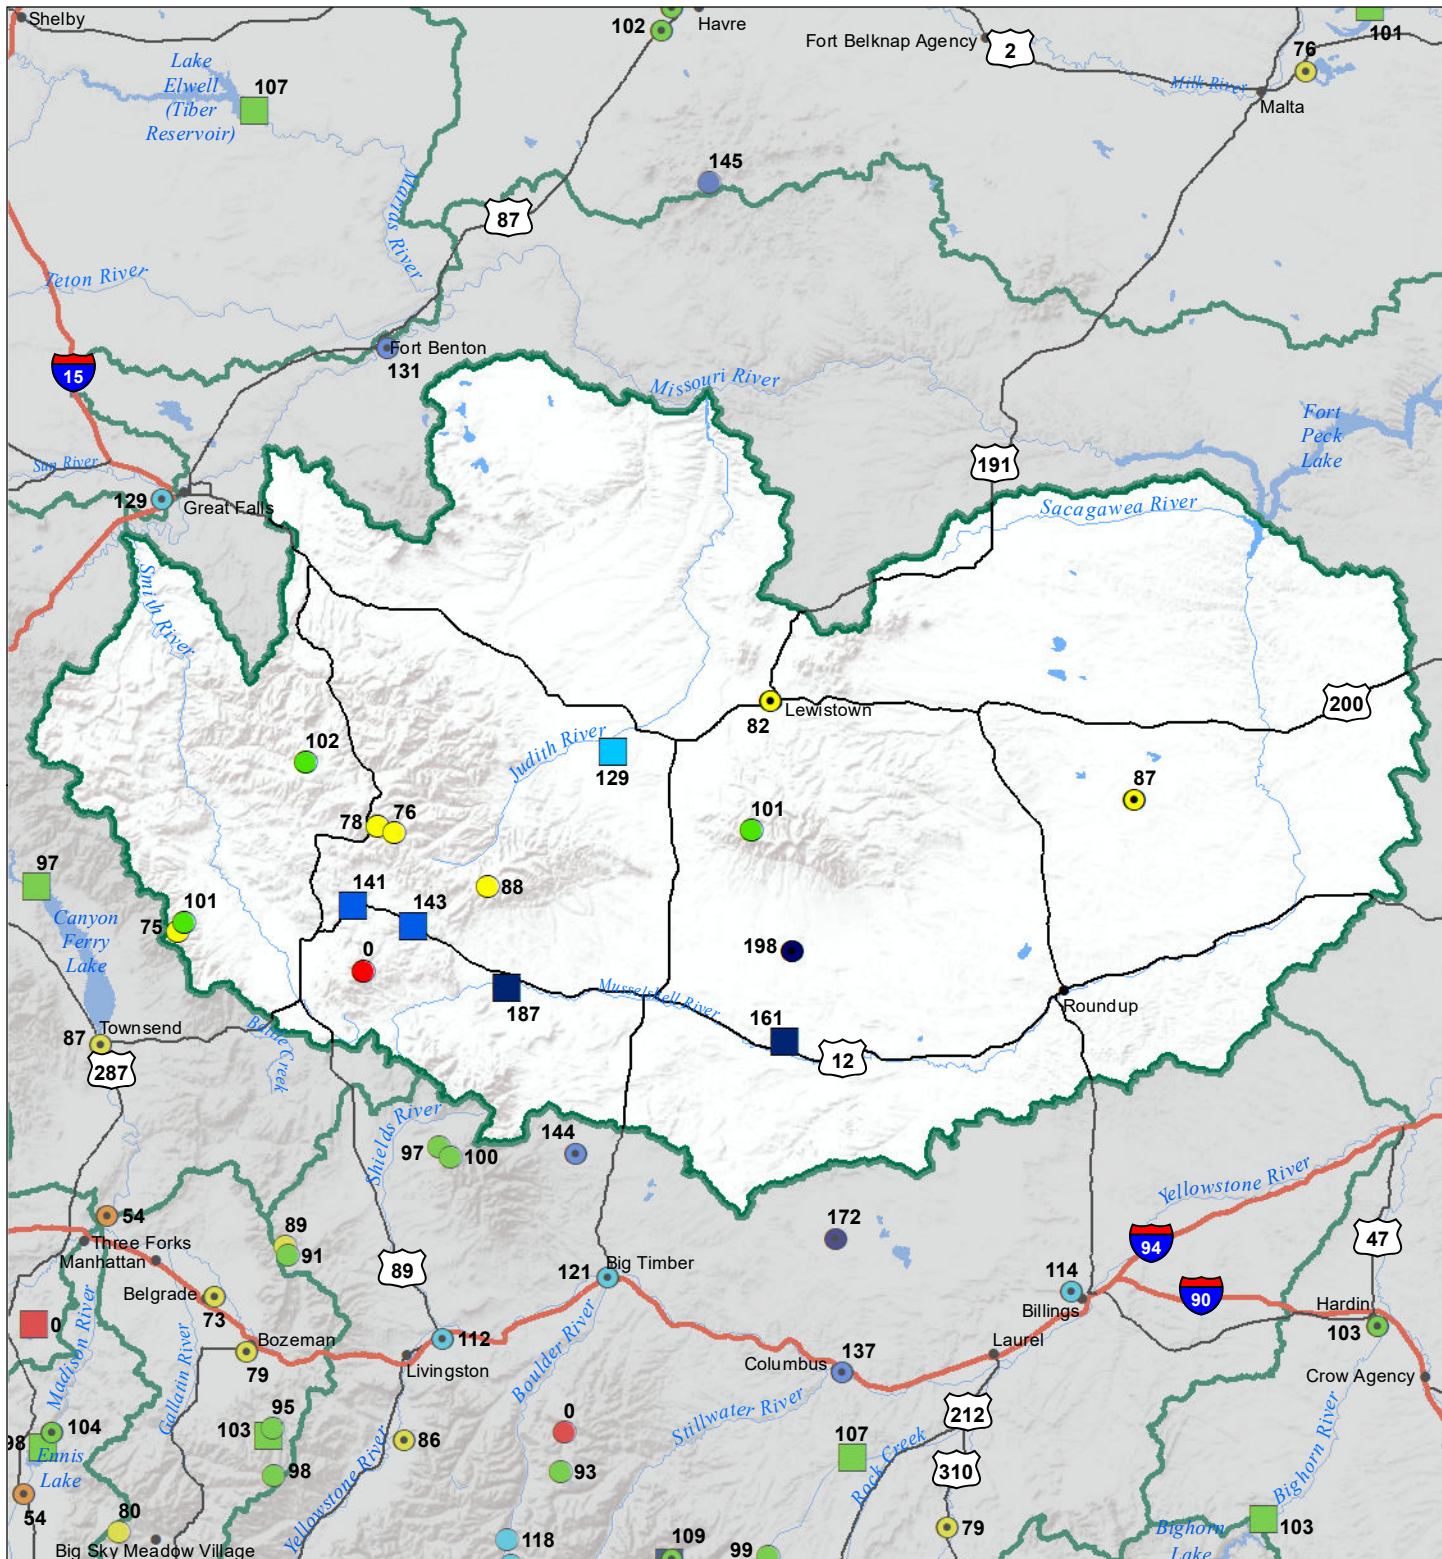 Shelby
102
Havre
Fort Belknap Agency
2
101
76
Lake
Elwell
(Tiber
Reservoir)
107
Milk River
Malta
145
Marias River
87
Teton River
15
Fort Benton
131
Missouri River
Fort
Peck
Lake
191
Sun River
129
Great Falls
Sacagawea River
Smith River
200
82
Lewistown
102
Judith River
129
87
78
76
101
97
141
88
143
101
75
Canyon
Ferry
Lake
0
198
187
Musselshell River
161
Roundup
12
Townsend
87
287
Battle Creek
Shields River
144
97
100
Yellowstone River
54
172
89
91
Three Forks
Manhattan
94
47
89
Big Timber
121
114
Billings
90
Hardin
103
Belgrade
73
0
Madison River
Gallatin River
Bozeman
79
112
Livingston
Boulder River
Columbus
137
Laurel
Crow Agency
104
98
Ennis
Lake
95
103
98
86
0
93
Stillwater River
212
107
Rock Creek
310
Bighorn River
54
80
Yellowstone River
118
109
99
79
Bighorn
Lake
103
Big Sky Meadow Village